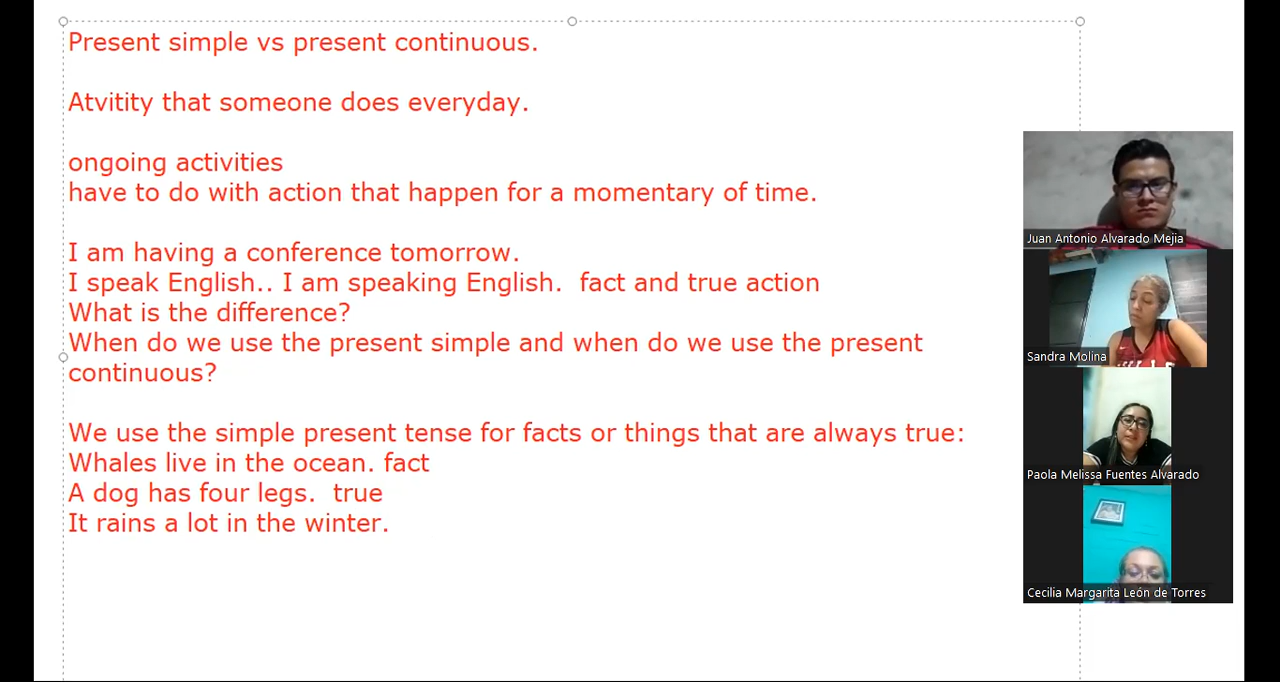 Present simple vs present continuous.
Atvitity that someone does everyday.
ongoing activities
have to do with action that happen for a momentary of time.
I am having a conference tomorrow.
I speak English.. I am speaking English.  fact and true action
What is the difference?
When do we use the present simple and when do we use the present
continuous?
We use the simple present tense for facts or things that are always true:
Whales live in the ocean. fact
A dog has four legs.  true
It rains a lot in the winter.
Juan Antonio Alvarado Mejia
Sandra Molina
Paola Melissa Fuentes Alvarado
Cecilia Margarita León de Torres